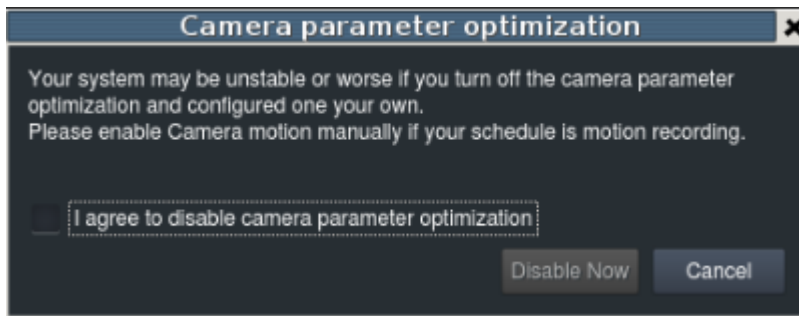 Camera parameter optimization
Your system may be unstable or worse if you turn off the camera parameter
optimization and configured one your own.
Please enable Camera motion manually if your schedule is motion recording.
I agree to disable camera parameter optimization
Disable Now Cancel